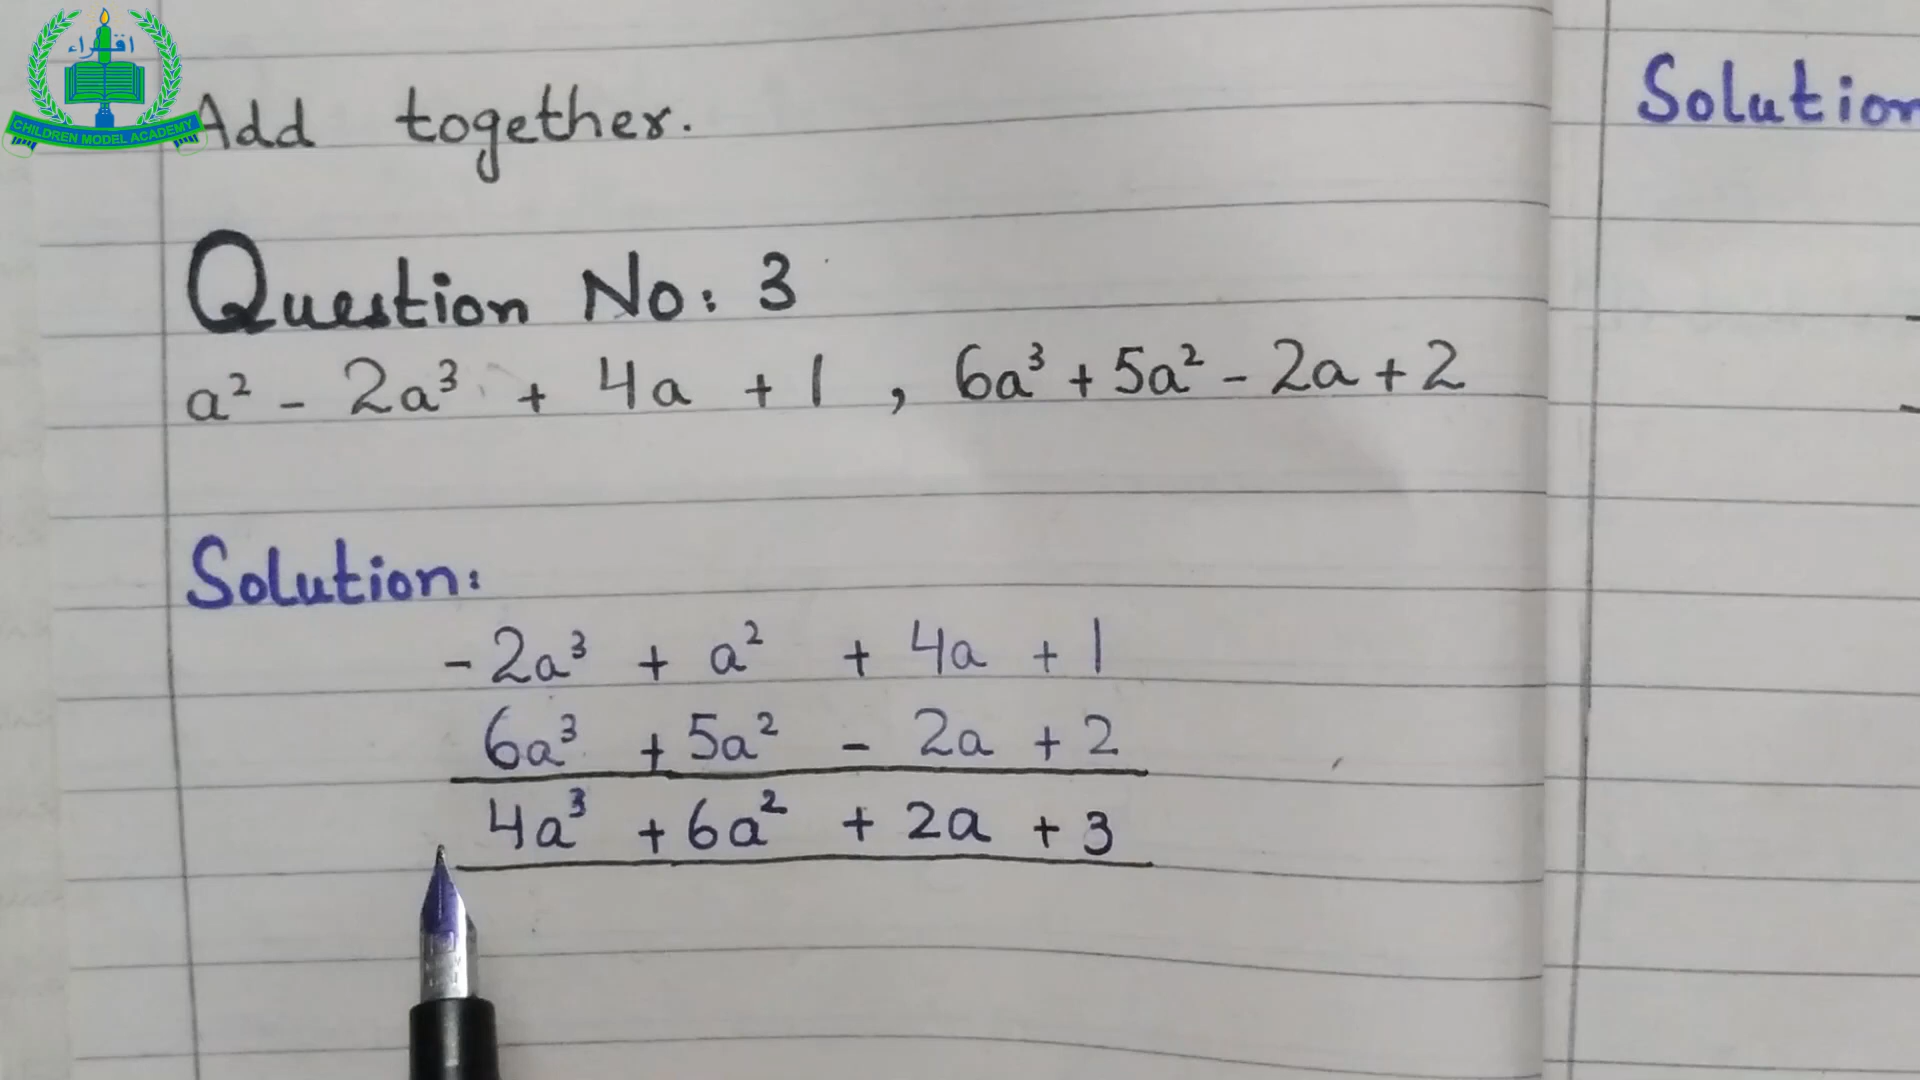 اقراء
CHILDREN MODEL ACADEMY
Add together.
Question No: 3
a² - 2a³ + 4a + 1 , 6a³ + 5a² - 2a + 2
Solution:
- 2a³ + a² + 4a + 1
6a³ + 5a² - 2a + 2
4a³ + 6a² + 2a + 3
Solution